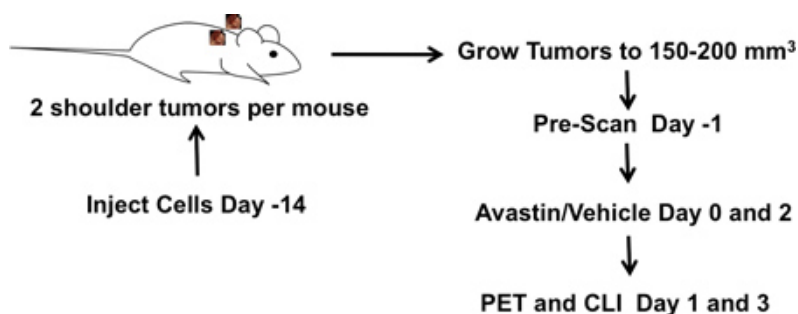 2 shoulder tumors per mouse
Inject Cells Day -14
Grow Tumors to 150-200 mm³
Pre-Scan Day -1
Avastin/Vehicle Day 0 and 2
PET and CLI Day 1 and 3